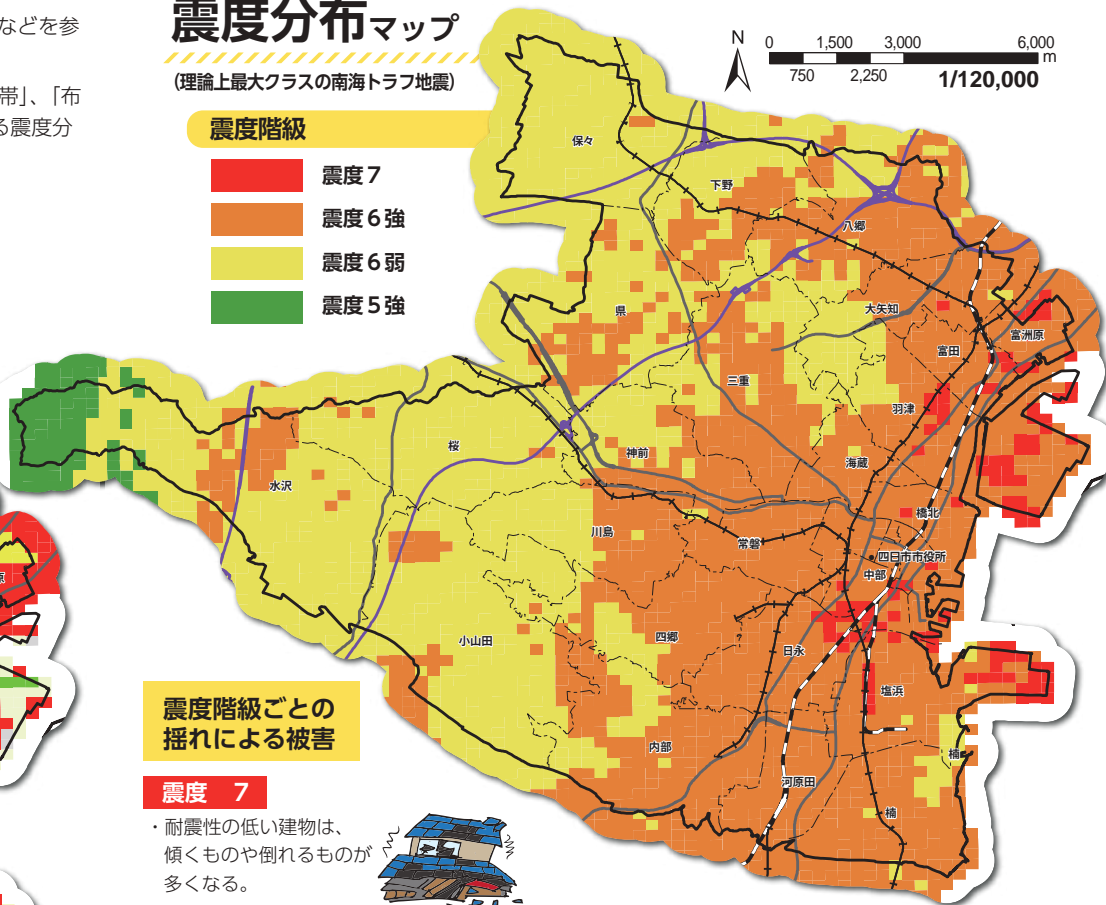 などを参
帯」、「布
る震度分
震度分布マップ
(理論上最大クラスの南海トラフ地震)
震度階級
震度7
震度6強
震度6弱
震度5強
N
0 1,500 3,000 6,000
m
750 2,250
1/120,000
保々
下野
八郷
県
大矢知
富洲原
富田
三重
羽津
桜
神前
海蔵
水沢
橋北
川島
常磐
四日市市役所
中部
小山田
四郷
日永
塩浜
内部
楠
河原田
楠
原
震度階級ごとの
揺れによる被害
震度 7
・耐震性の低い建物は、
傾くものや倒れるものが
多くなる。